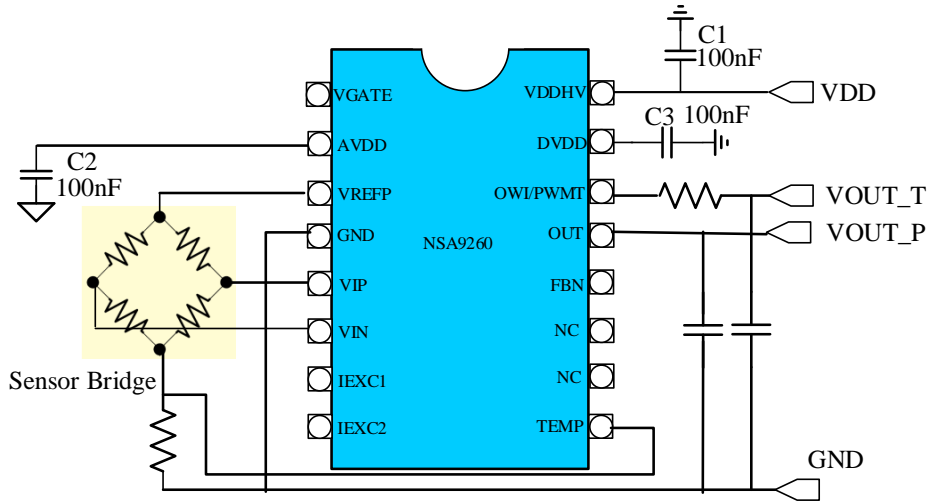 C1
100nF
VGATE
VDDHV
VDD
C3 100nF
AVDD
DVDD
C2
100nF
VREFP
OWI/PWMT
VOUT_T
GND
NSA9260
OUT
VOUT_P
VIP
FBN
VIN
NC
Sensor Bridge
IEXC1
NC
IEXC2
TEMP
GND